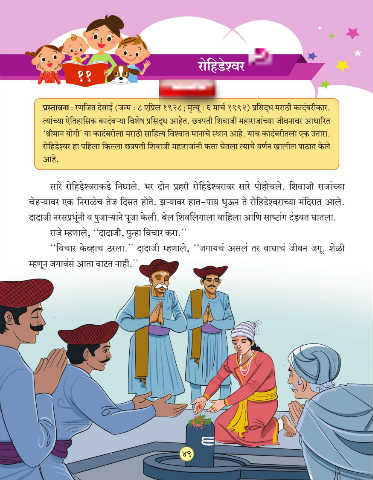 ११
रोहिडेश्वर
प्रस्तावना : रणजित देसाई (जन्म : ८ एप्रिल १९२८; मृत्यू : ६ मार्च १९९२) प्रसिद्ध मराठी कादंबरीकार.
त्यांच्या ऐतिहासिक कादंबऱ्या विशेष प्रसिद्ध आहेत. छत्रपती शिवाजी महाराजांच्या जीवनावर आधारित
'श्रीमान योगी' या कादंबरीला मराठी साहित्य विश्वात मानाचे स्थान आहे. याच कादंबरीतला एक उतारा.
रोहिडेश्वर हा पहिला किल्ला छत्रपती शिवाजी महाराजांनी कसा घेतला त्याचे वर्णन खालील पाठात केले
आहे.
सारे रोहिडेश्वराकडे निघाले. भर दोन प्रहरी रोहिडेश्वरावर सारे पोहोचले. शिवाजी राजांच्या
चेहऱ्यावर एक निराळेच तेज दिसत होते. झऱ्यावर हात-पाय धुऊन ते रोहिडेश्वराच्या मंदिरात आले.
दादाजी नरसप्रभूंनी व पुजाऱ्याने पूजा केली. बेल शिवलिंगाला वाहिला आणि साष्टांग दंडवत घातला.
राजे म्हणाले, ''दादाजी, पुन्हा विचार करा.''
''विचार केव्हाच ठरला.'' दादाजी म्हणाले, ''जगायचं असलं तर वाघाचं जीवन जगू. शेळी
म्हणून जगावंस आता वाटत नाही.''
४९